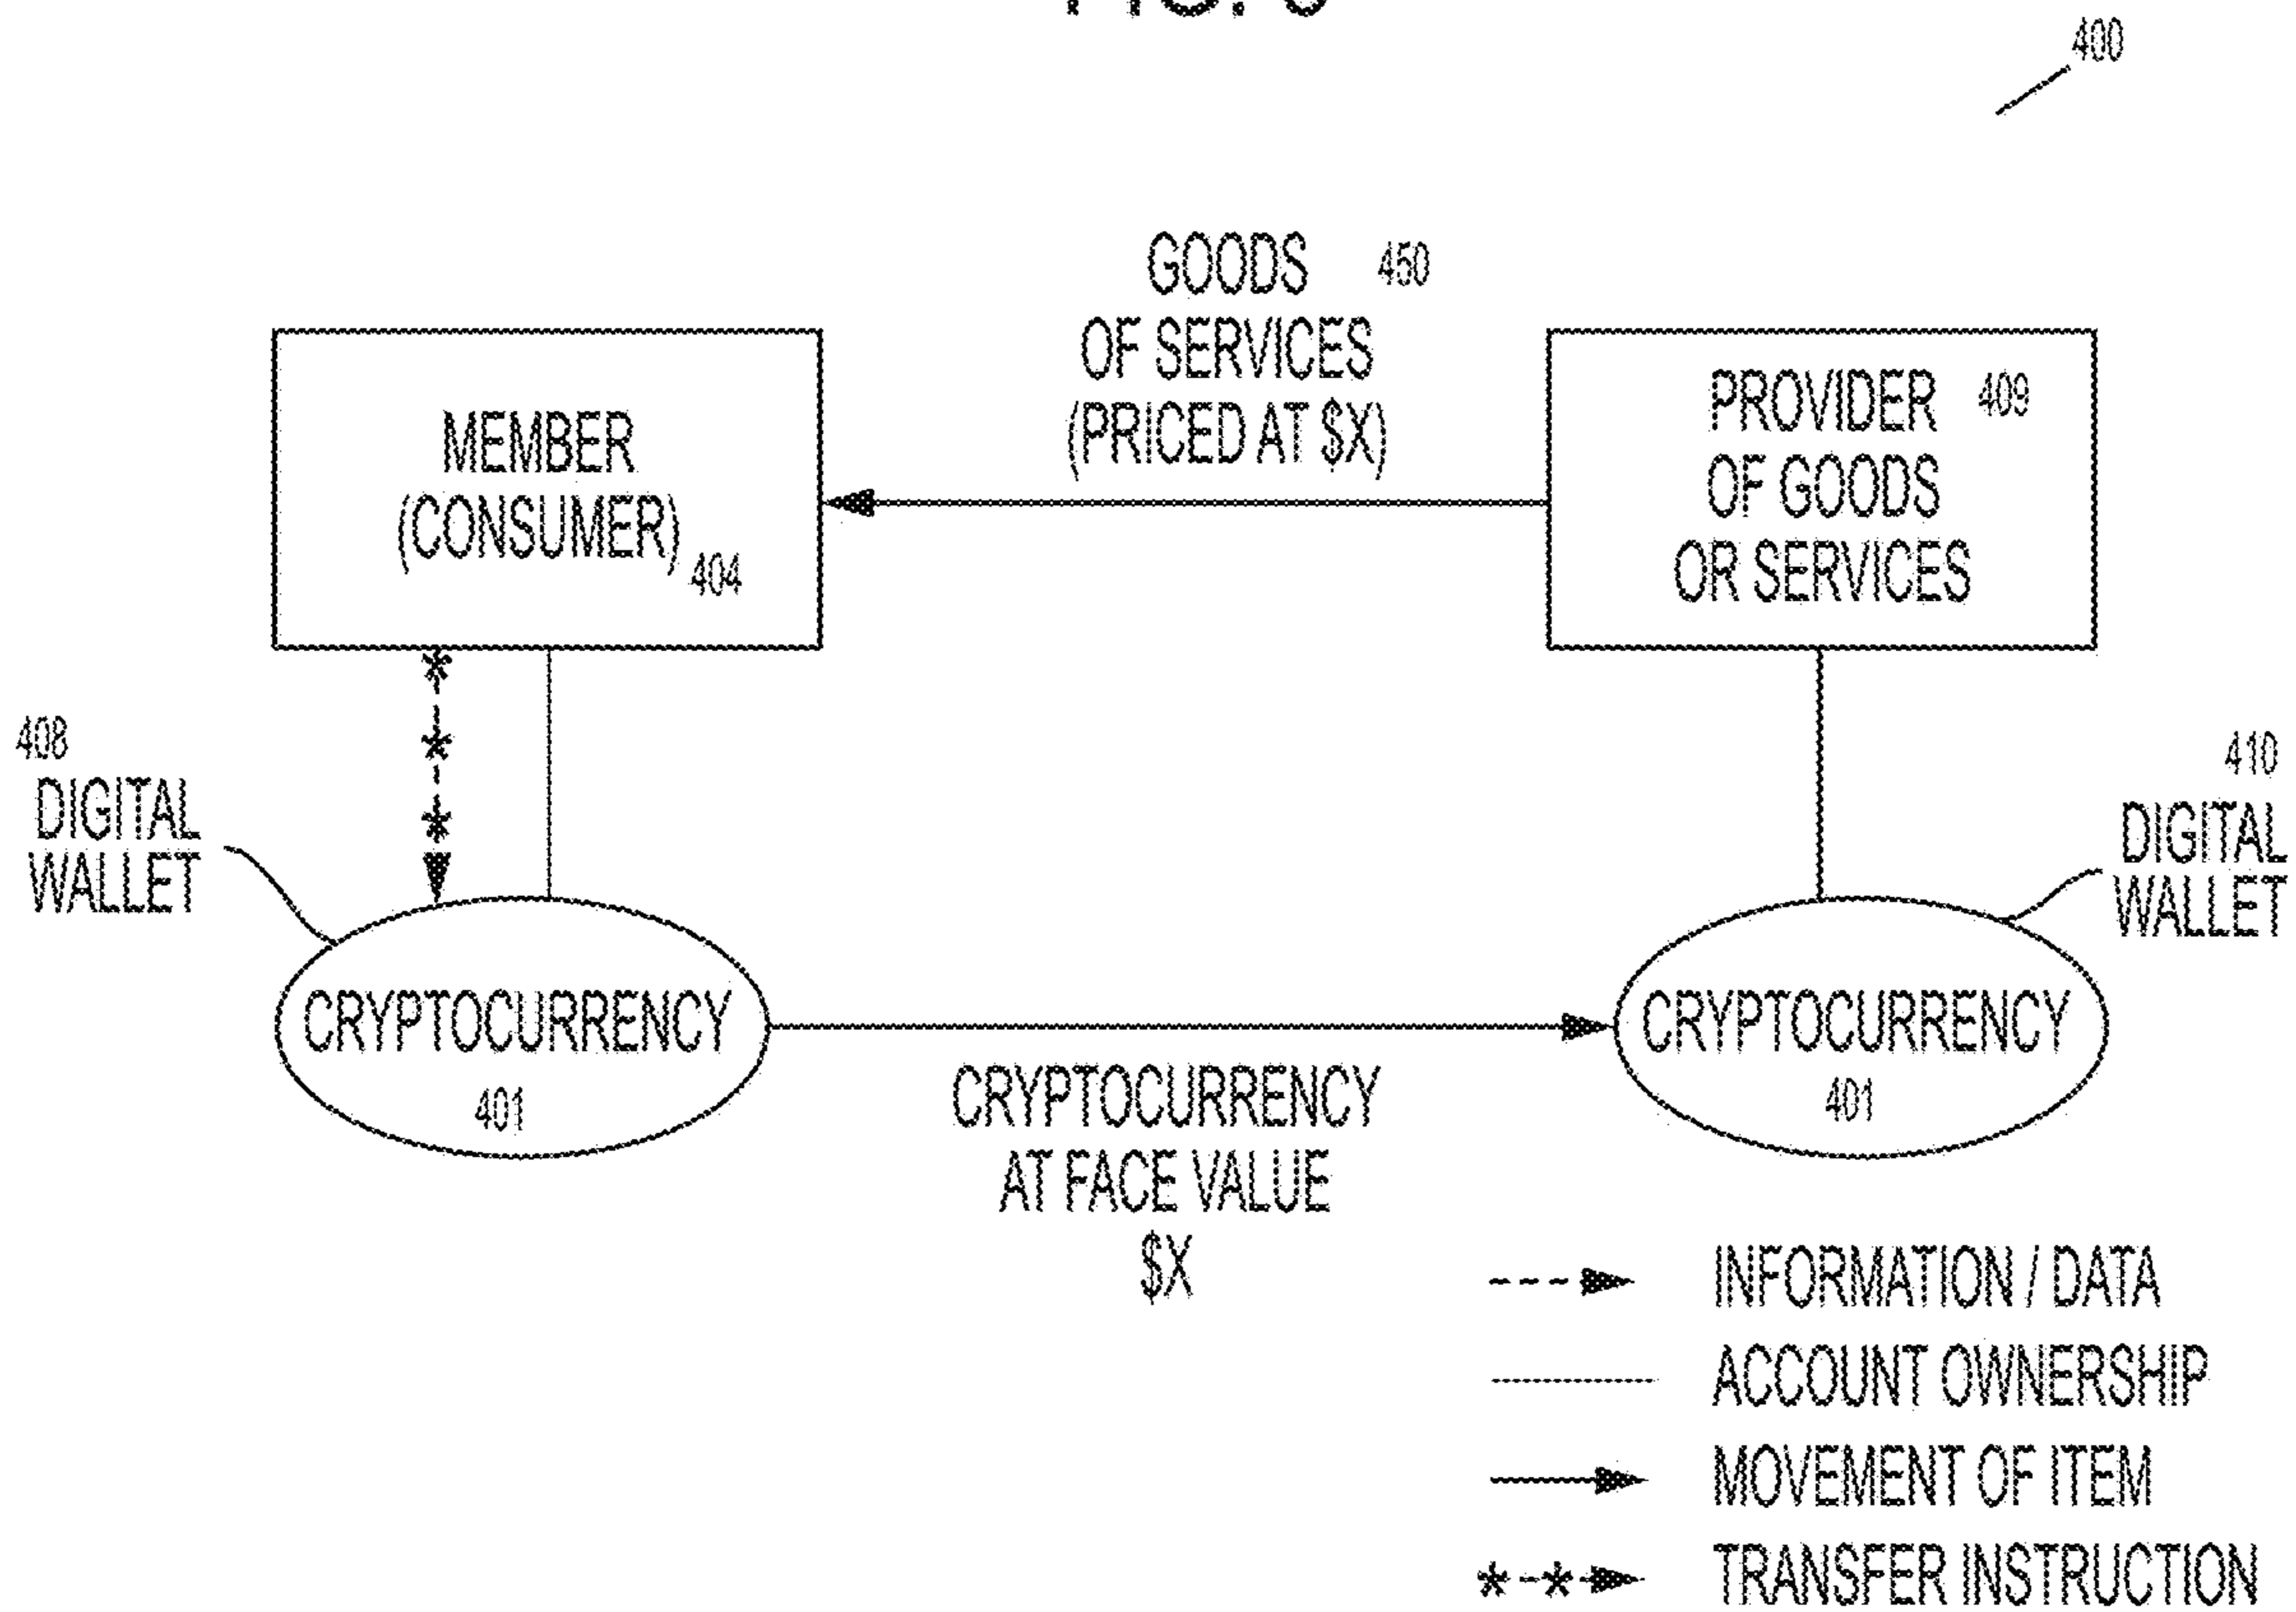 400
GOODS 450
OF SERVICES
(PRICED AT $X)
MEMBER
(CONSUMER) 404
PROVIDER 409
OF GOODS
OR SERVICES
408
DIGITAL
WALLET
410
DIGITAL
WALLET
CRYPTOCURRENCY
401
CRYPTOCURRENCY
AT FACE VALUE
$X
CRYPTOCURRENCY
401
INFORMATION / DATA
ACCOUNT OWNERSHIP
MOVEMENT OF ITEM
TRANSFER INSTRUCTION